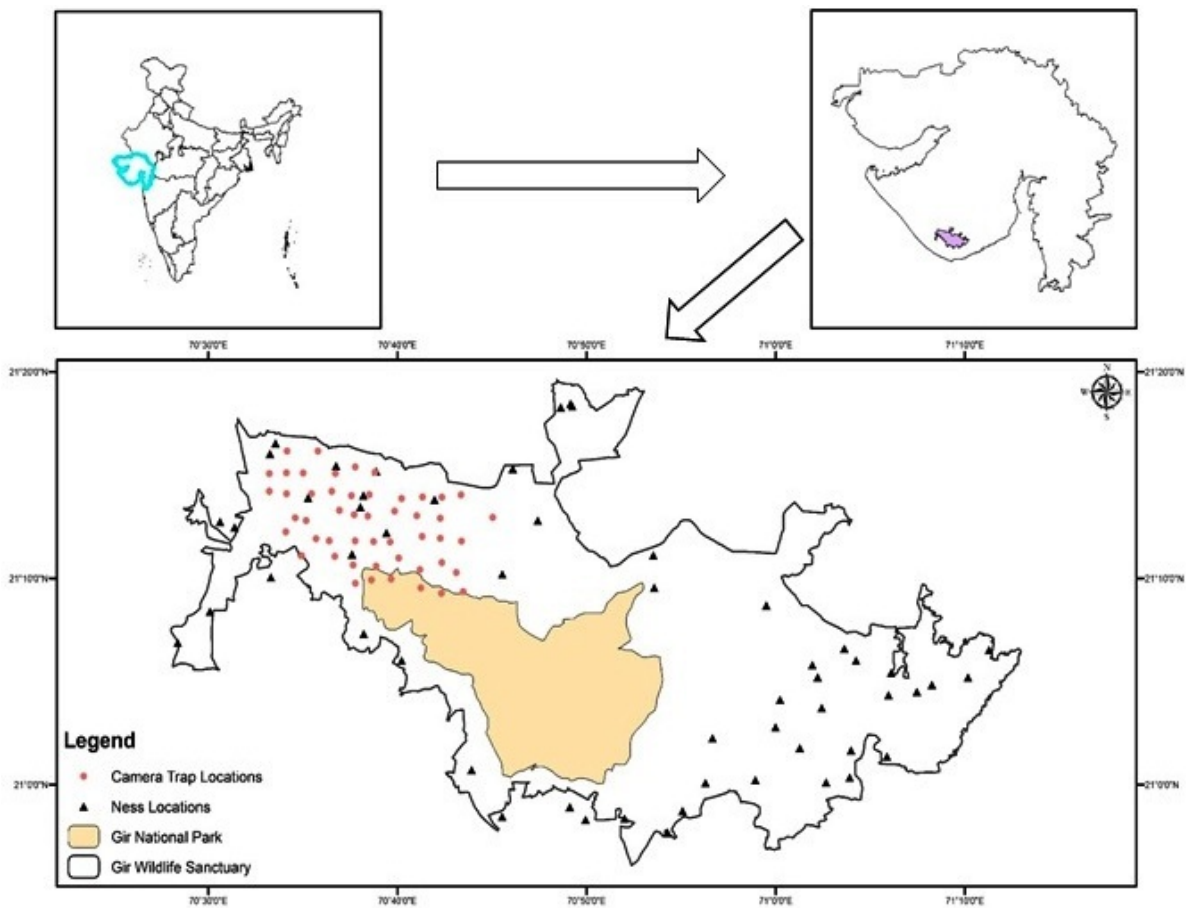 70°30'0"E 70°40'0"E 70°50'0"E 71°0'0"E 71°10'0"E
21°20'0"N 21°20'0"N
N
W E
S
21°10'0"N 21°10'0"N
Legend
Camera Trap Locations
21°0'0"N 21°0'0"N
Ness Locations
Gir National Park
Gir Wildlife Sanctuary
70°30'0"E 70°40'0"E 70°50'0"E 71°0'0"E 71°10'0"E